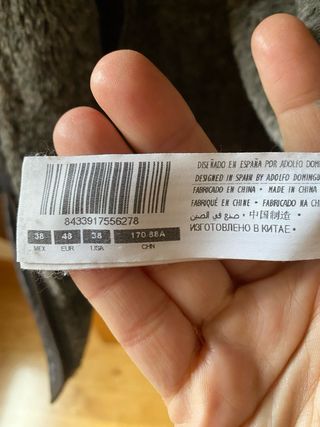 8433917556278
38 48 38 170-88A
MEX EUR USA CHN
DISEÑADO EN ESPAÑA POR ADOLFO DOM
DESIGNED IN SPAIN BY ADOLFO DOMINGU
FABRICADO EN CHINA • MADE IN CHINA
FABRIQUÉ EN CHINE • FABRICADO NA CH
صنع في الصين • 中国制造 •
ИЗГОТОВЛЕНО В КИТАЕ •